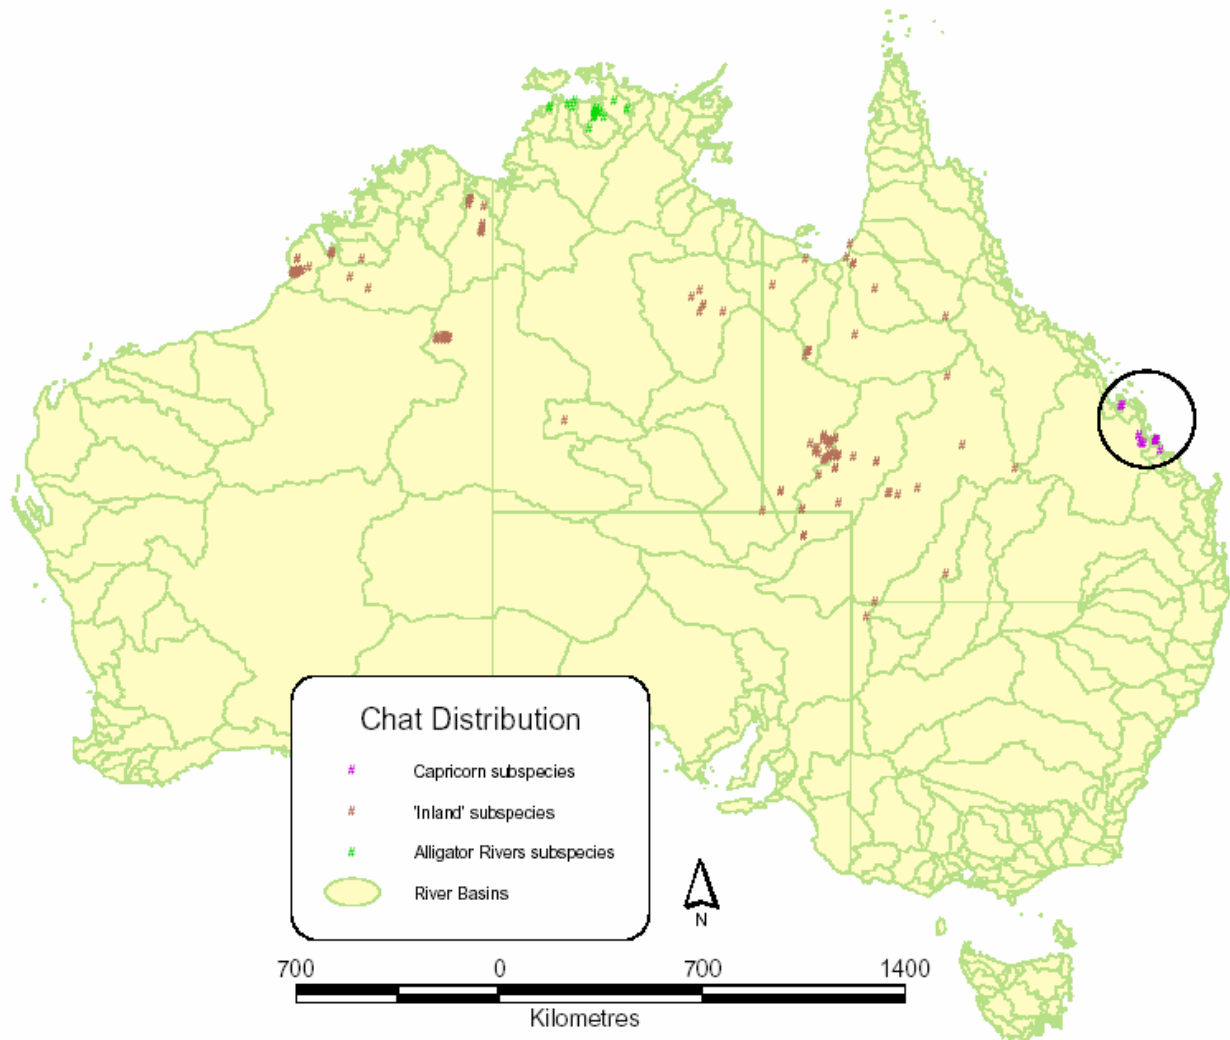 Chat Distribution
# Capricorn subspecies
# 'Inland' subspecies
# Alligator Rivers subspecies
River Basins
N
700 0 700 1400
Kilometres